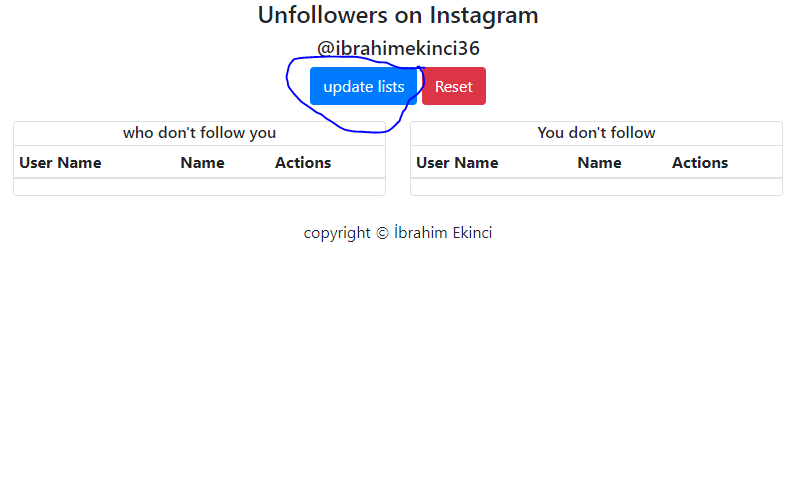 Unfollowers on Instagram
@ibrahimekinci36
update lists Reset
who don't follow you
User Name Name Actions
You don't follow
User Name Name Actions
copyright © İbrahim Ekinci